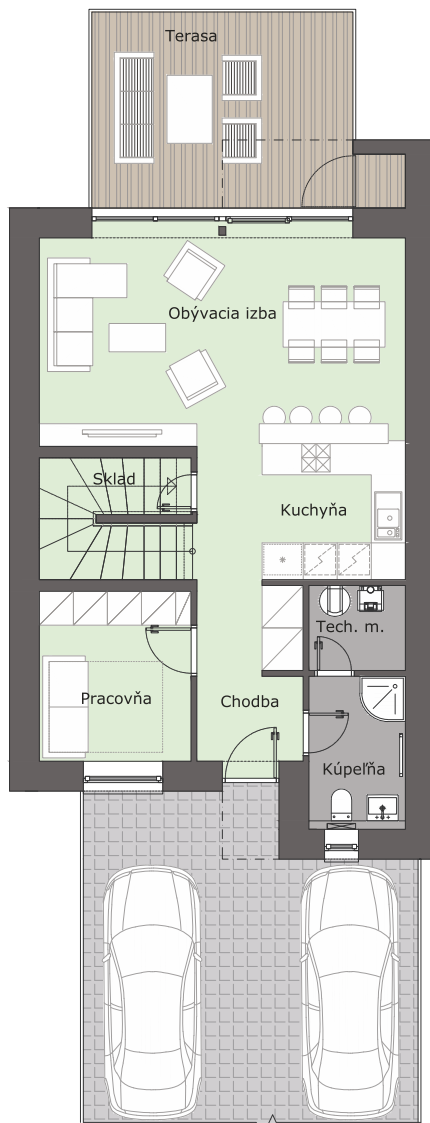 Terasa
Obývacia izba
Sklad
Kuchyňa
Tech. m.
Pracovňa
Chodba
Kúpeľňa